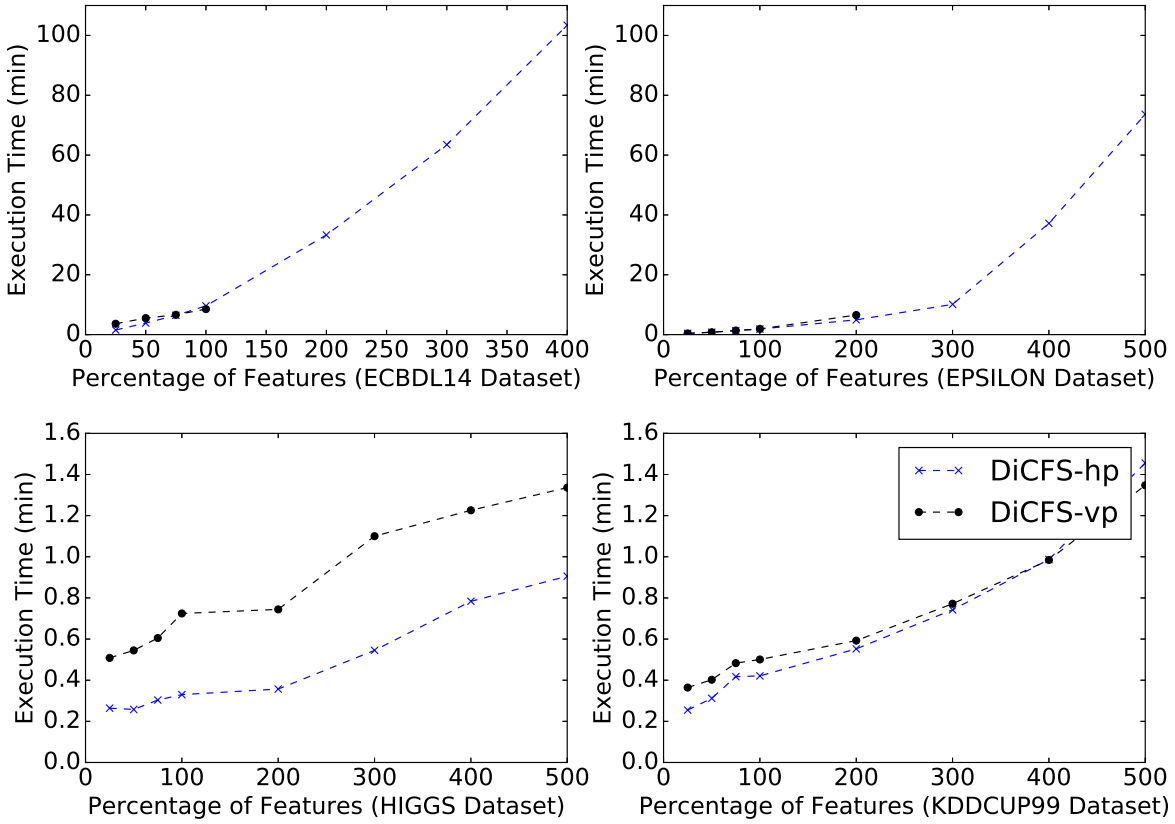 Execution Time (min)
100
80
60
40
20
0
0 50 100 150 200 250 300 350 400
Percentage of Features (ECBDL14 Dataset)
Execution Time (min)
100
80
60
40
20
0
0 100 200 300 400 500
Percentage of Features (EPSILON Dataset)
Execution Time (min)
1.6
1.4
1.2
1.0
0.8
0.6
0.4
0.2
0.0
0 100 200 300 400 500
Percentage of Features (HIGGS Dataset)
Execution Time (min)
1.6
1.4
1.2
1.0
0.8
0.6
0.4
0.2
0.0
DiCFS-hp
DiCFS-vp
0 100 200 300 400 500
Percentage of Features (KDDCUP99 Dataset)